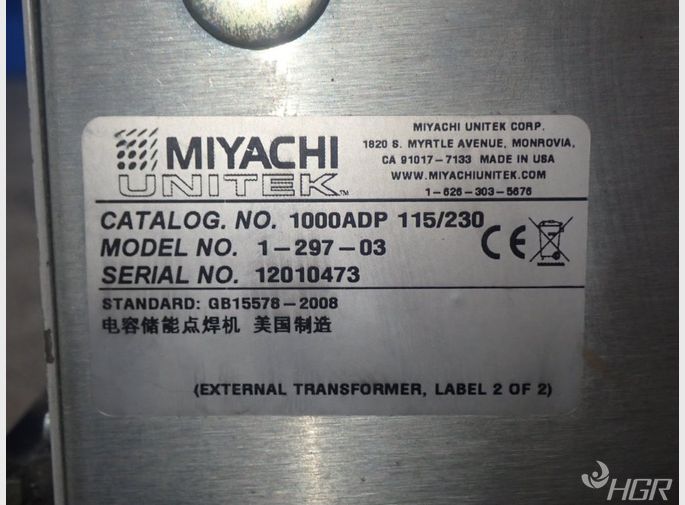 MIYACHI
UNITEK™
MIYACHI UNITEK CORP.
1820 S. MYRTLE AVENUE, MONROVIA,
CA 91017-7133 MADE IN USA
WWW.MIYACHIUNITEK.COM
1-626-303-5676
CATALOG. NO. 1000ADP 115/230
MODEL NO. 1-297-03
SERIAL NO. 12010473
CE
STANDARD: GB15578-2008
电容储能点焊机 美国制造
(EXTERNAL TRANSFORMER, LABEL 2 OF 2)
HGR